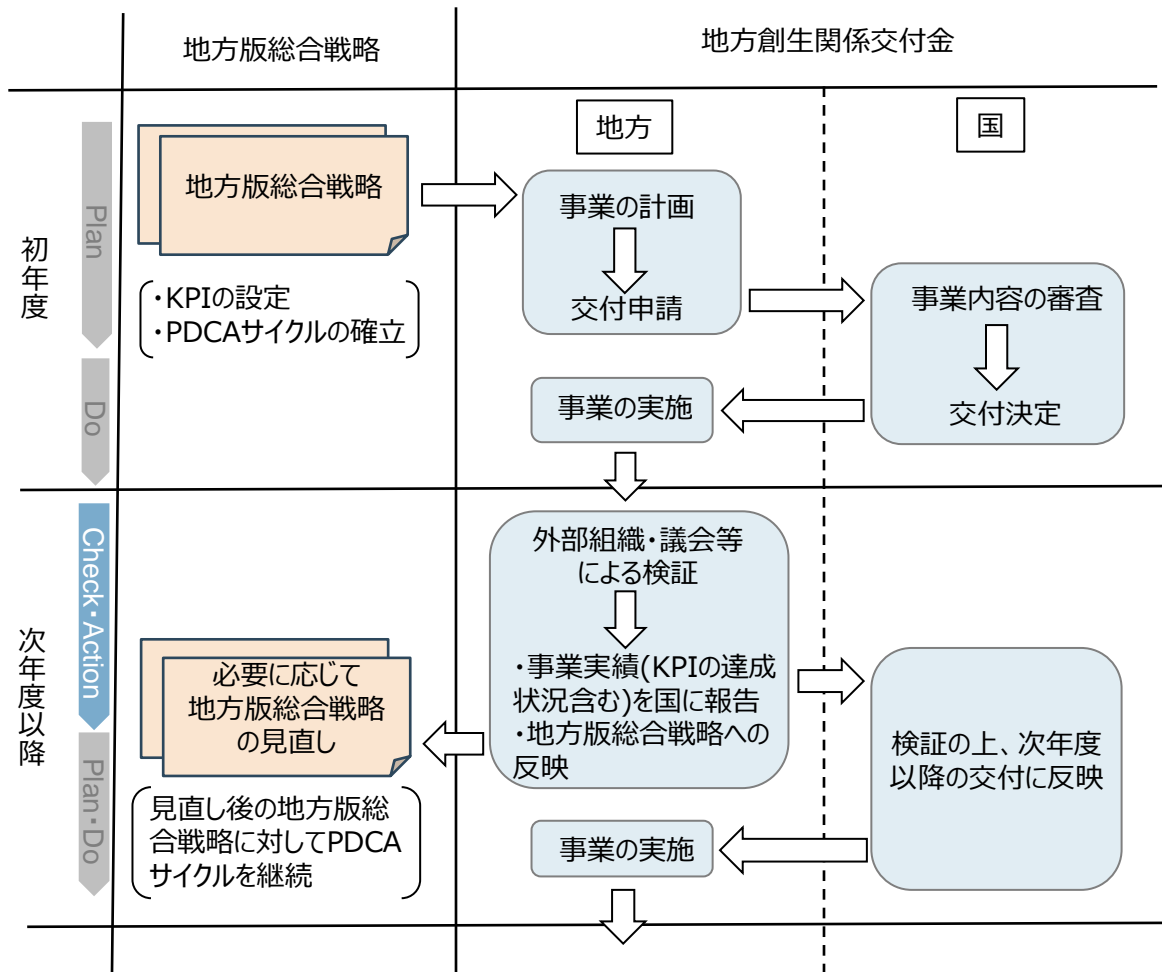 地方版総合戦略
地方創生関係交付金
地方
国
初年度
Plan
Do
地方版総合戦略
・KPIの設定
・PDCAサイクルの確立
事業の計画
交付申請
事業内容の審査
交付決定
事業の実施
次年度以降
Check・Action
Plan・Do
外部組織・議会等
による検証
・事業実績(KPIの達成
状況含む)を国に報告
・地方版総合戦略への
反映
必要に応じて
地方版総合戦略
の見直し
見直し後の地方版総
合戦略に対してPDCA
サイクルを継続
検証の上、次年度
以降の交付に反映
事業の実施